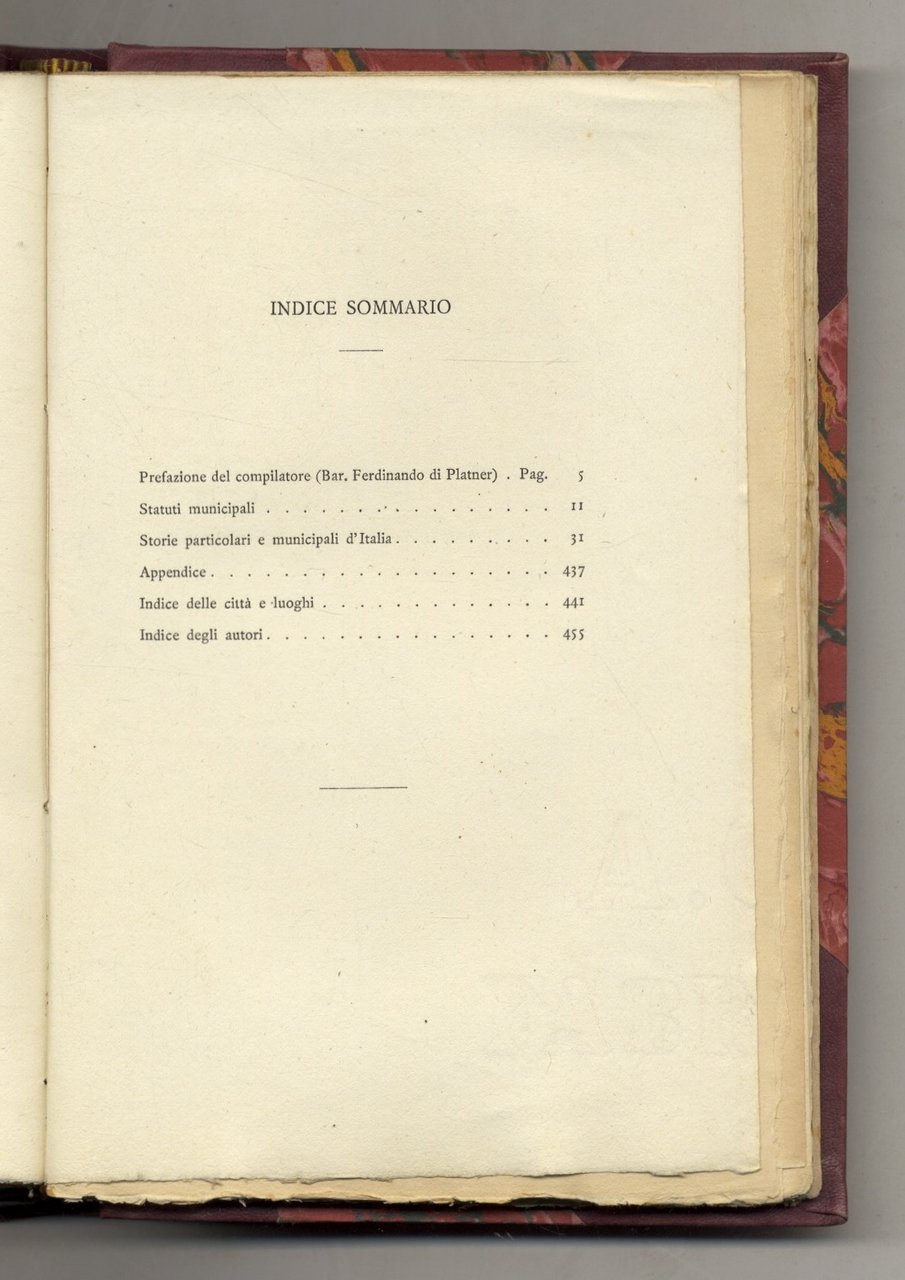 INDICE SOMMARIO
Prefazione del compilatore (Bar. Ferdinando di Platner) . Pag. 5
Statuti municipali . . . . . . . . . . . . . . . . 11
Storie particolari e municipali d'Italia . . . . . . . . . 31
Appendice . . . . . . . . . . . . . . . . . . . 437
Indice delle città e luoghi . . . . . . . . . . . . . 441
Indice degli autori . . . . . . . . . . . . . . . . 455